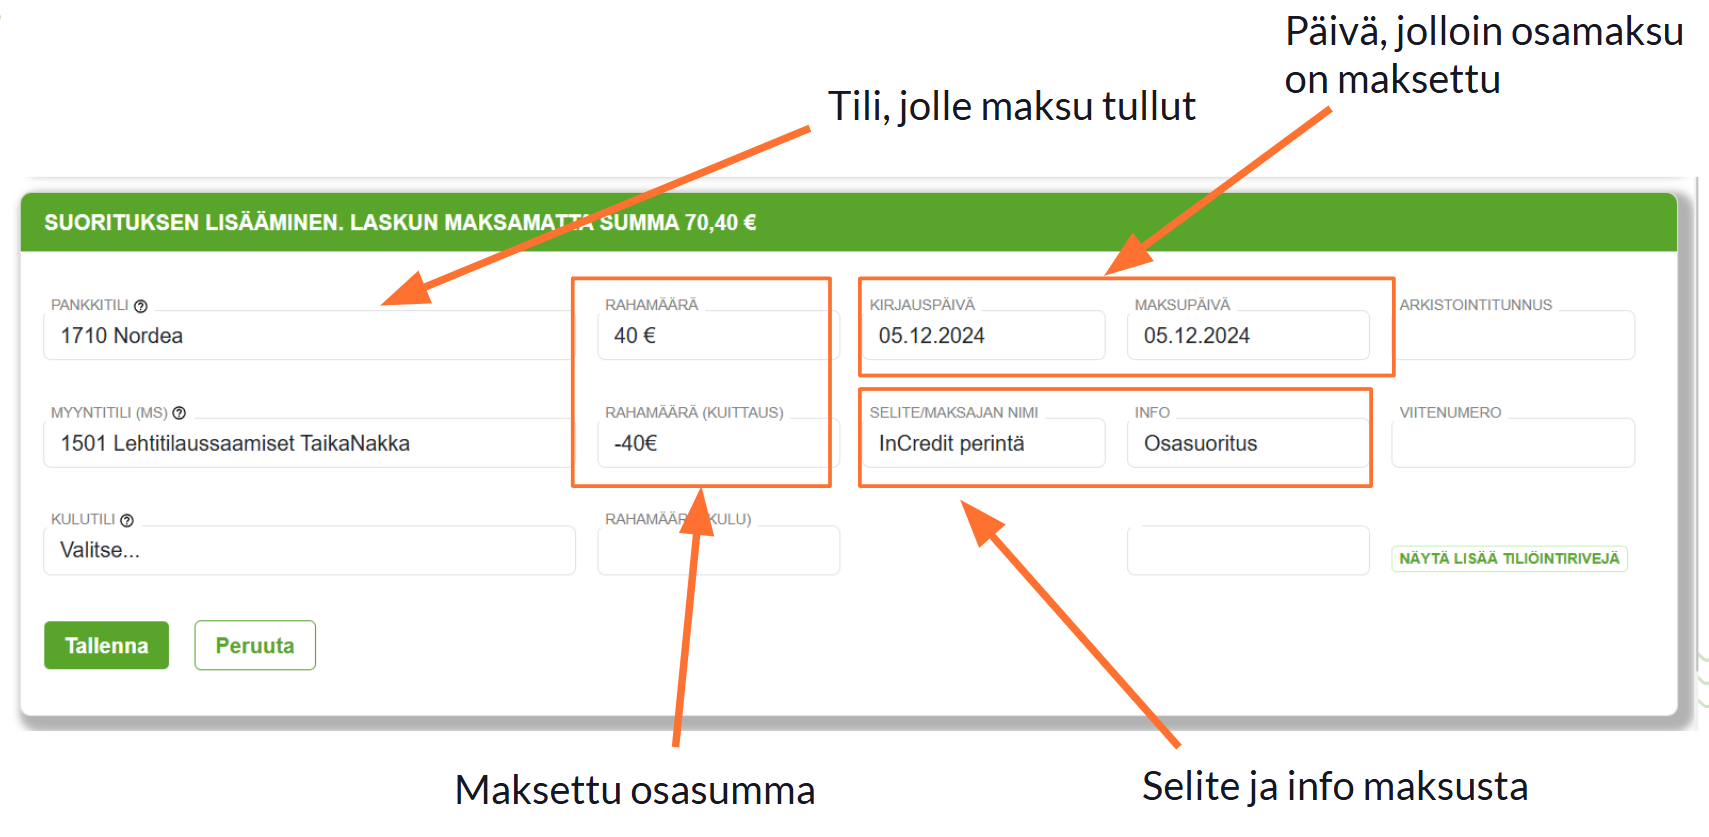 Päivä, jolloin osamaksu
on maksettu
Tili, jolle maksu tullut
SUORITUKSEN LISÄÄMINEN. LASKUN MAKSAMATTA SUMMA 70,40 €
PANKKITILI
RAHAMÄÄRÄ
KIRJAUSPÄIVÄ
MAKSUPÄIVÄ
ARKISTOINTITUNNUS
1710 Nordea
40 €
05.12.2024
05.12.2024
MYYNTITILI (MS)
RAHAMÄÄRÄ (KUITTAUS)
SELITE/MAKSAJAN NIMI
INFO
VIITENUMERO
1501 Lehtitilaussaamiset TaikaNakka
-40€
InCredit perintä
Osasuoritus
KULUTILI
RAHAMÄÄRÄ (KULU)
Valitse...
NÄYTÄ LISÄÄ TILIÖINTIRIVEJÄ
Tallenna
Peruuta
Maksettu osasumma
Selite ja info maksusta